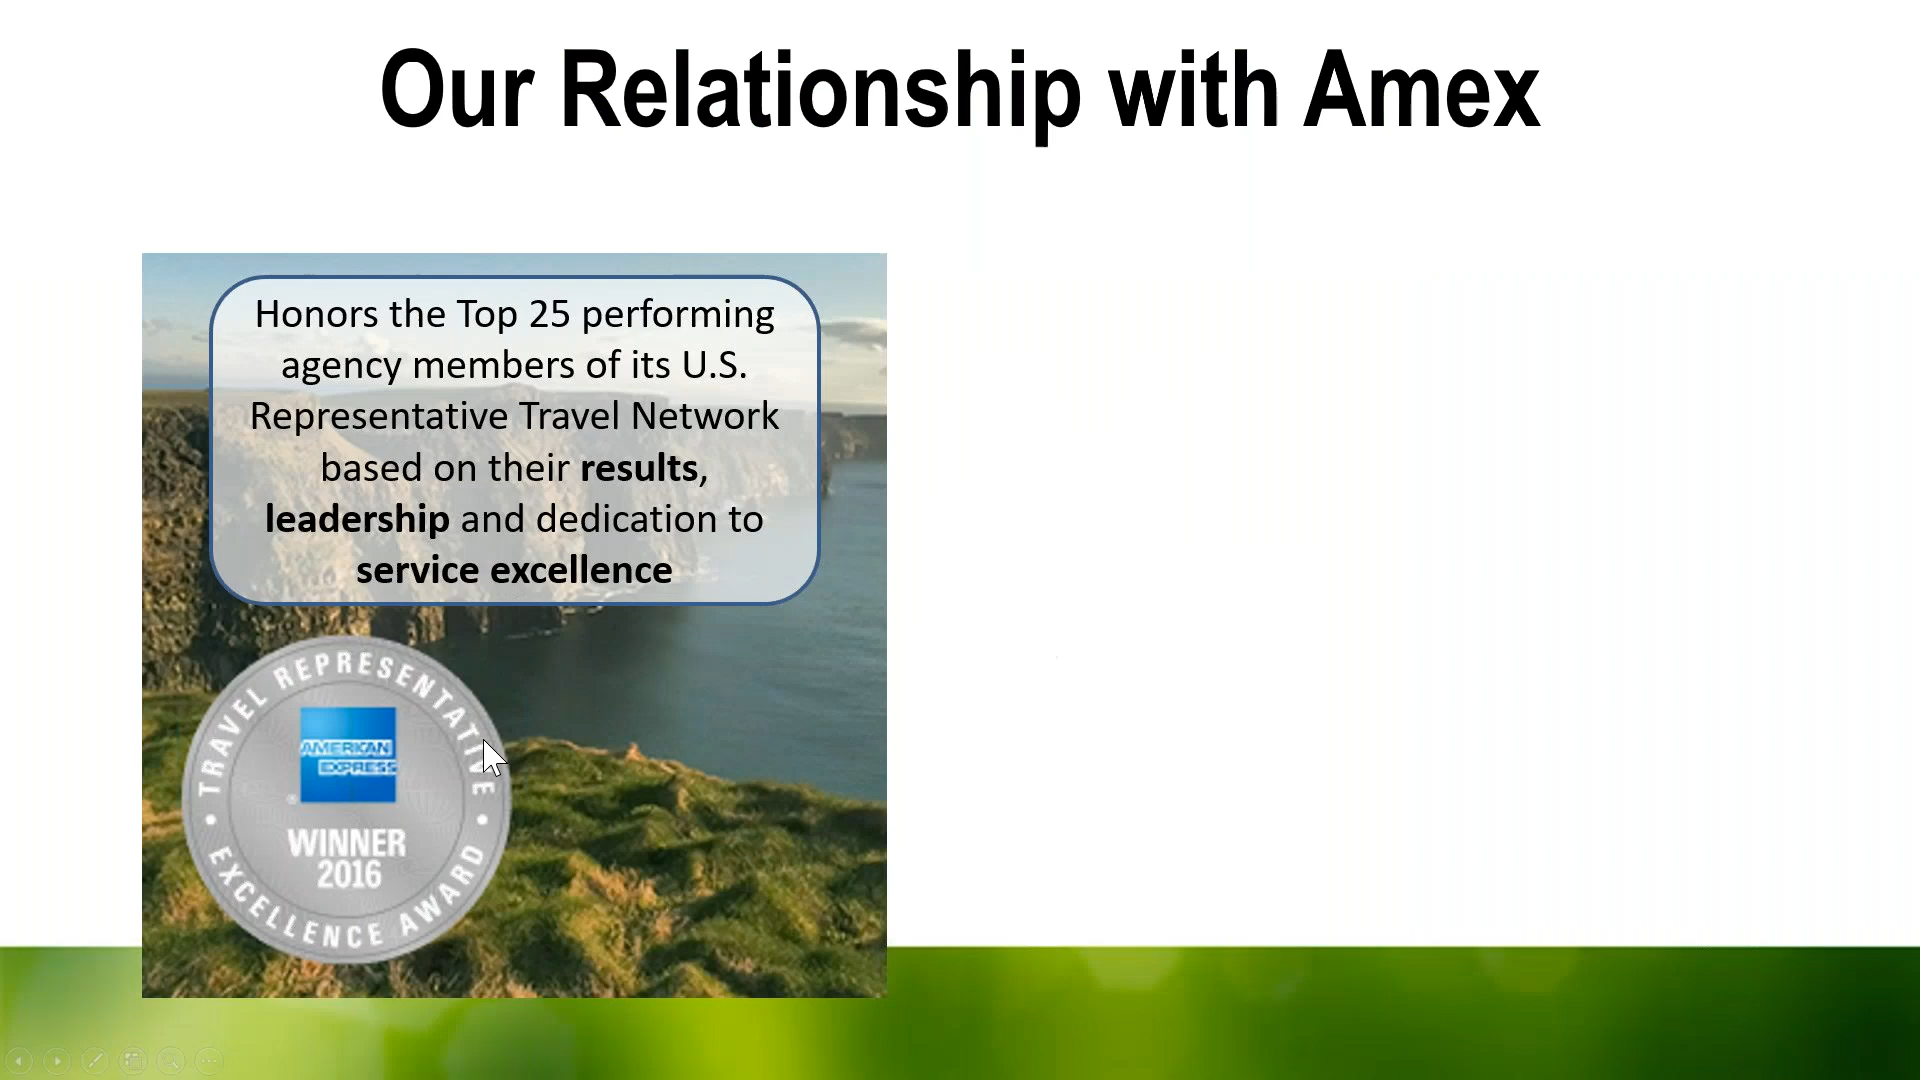 Our Relationship with Amex
Honors the Top 25 performing
agency members of its U.S.
Representative Travel Network
based on their results,
leadership and dedication to
service excellence
TRAVEL REPRESENTATIVE
AMERICAN
EXPRESS
®
WINNER
2016
EXCELLENCE AWARD